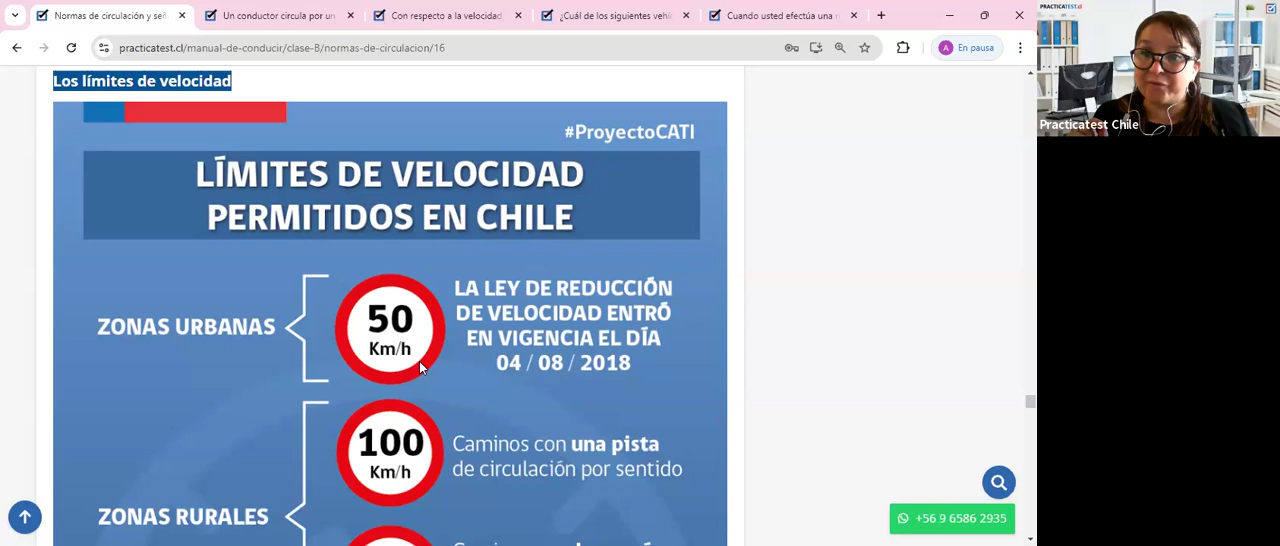 Normas de circulación y señ
Un conductor circula por un
Con respecto a la velocidad
¿Cuál de los siguientes vehí
Cuando usted efectúa una
practicatest.cl/manual-de-conducir/clase-B/normas-de-circulacion/16
A
En pausa
Los límites de velocidad
#ProyectoCATI
LÍMITES DE VELOCIDAD
PERMITIDOS EN CHILE
ZONAS URBANAS
50
Km/h
LA LEY DE REDUCCIÓN
DE VELOCIDAD ENTRÓ
EN VIGENCIA EL DÍA
04 / 08 / 2018
100
Km/h
Caminos con una pista
de circulación por sentido
ZONAS RURALES
+56 9 6586 2935
PRACTICATEST.CL
Practicatest Chile